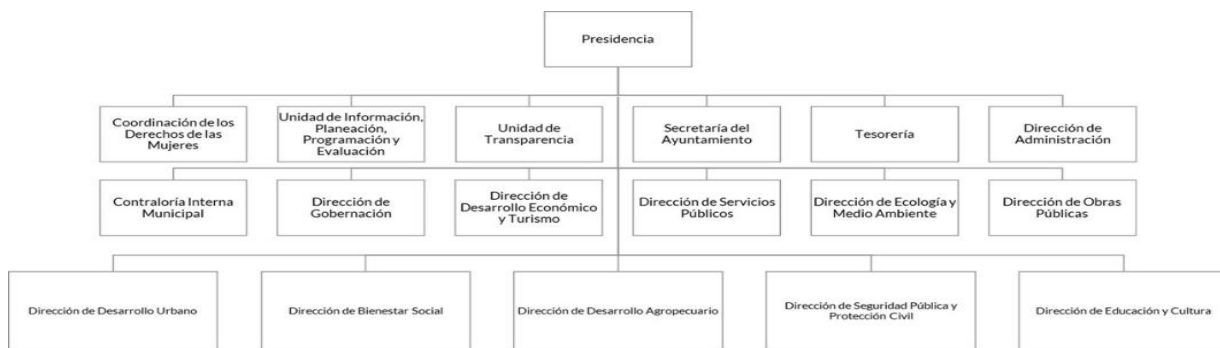 Presidencia
Coordinación de los
Derechos de las
Mujeres
Unidad de Información,
Planeación,
Programación y
Evaluación
Unidad de
Transparencia
Secretaría del
Ayuntamiento
Tesorería
Dirección de
Administración
Contraloría Interna
Municipal
Dirección de
Gobernación
Dirección de
Desarrollo Económico
y Turismo
Dirección de Servicios
Públicos
Dirección de Ecología y
Medio Ambiente
Dirección de Obras
Públicas
Dirección de Desarrollo Urbano
Dirección de Bienestar Social
Dirección de Desarrollo Agropecuario
Dirección de Seguridad Pública y
Protección Civil
Dirección de Educación y Cultura